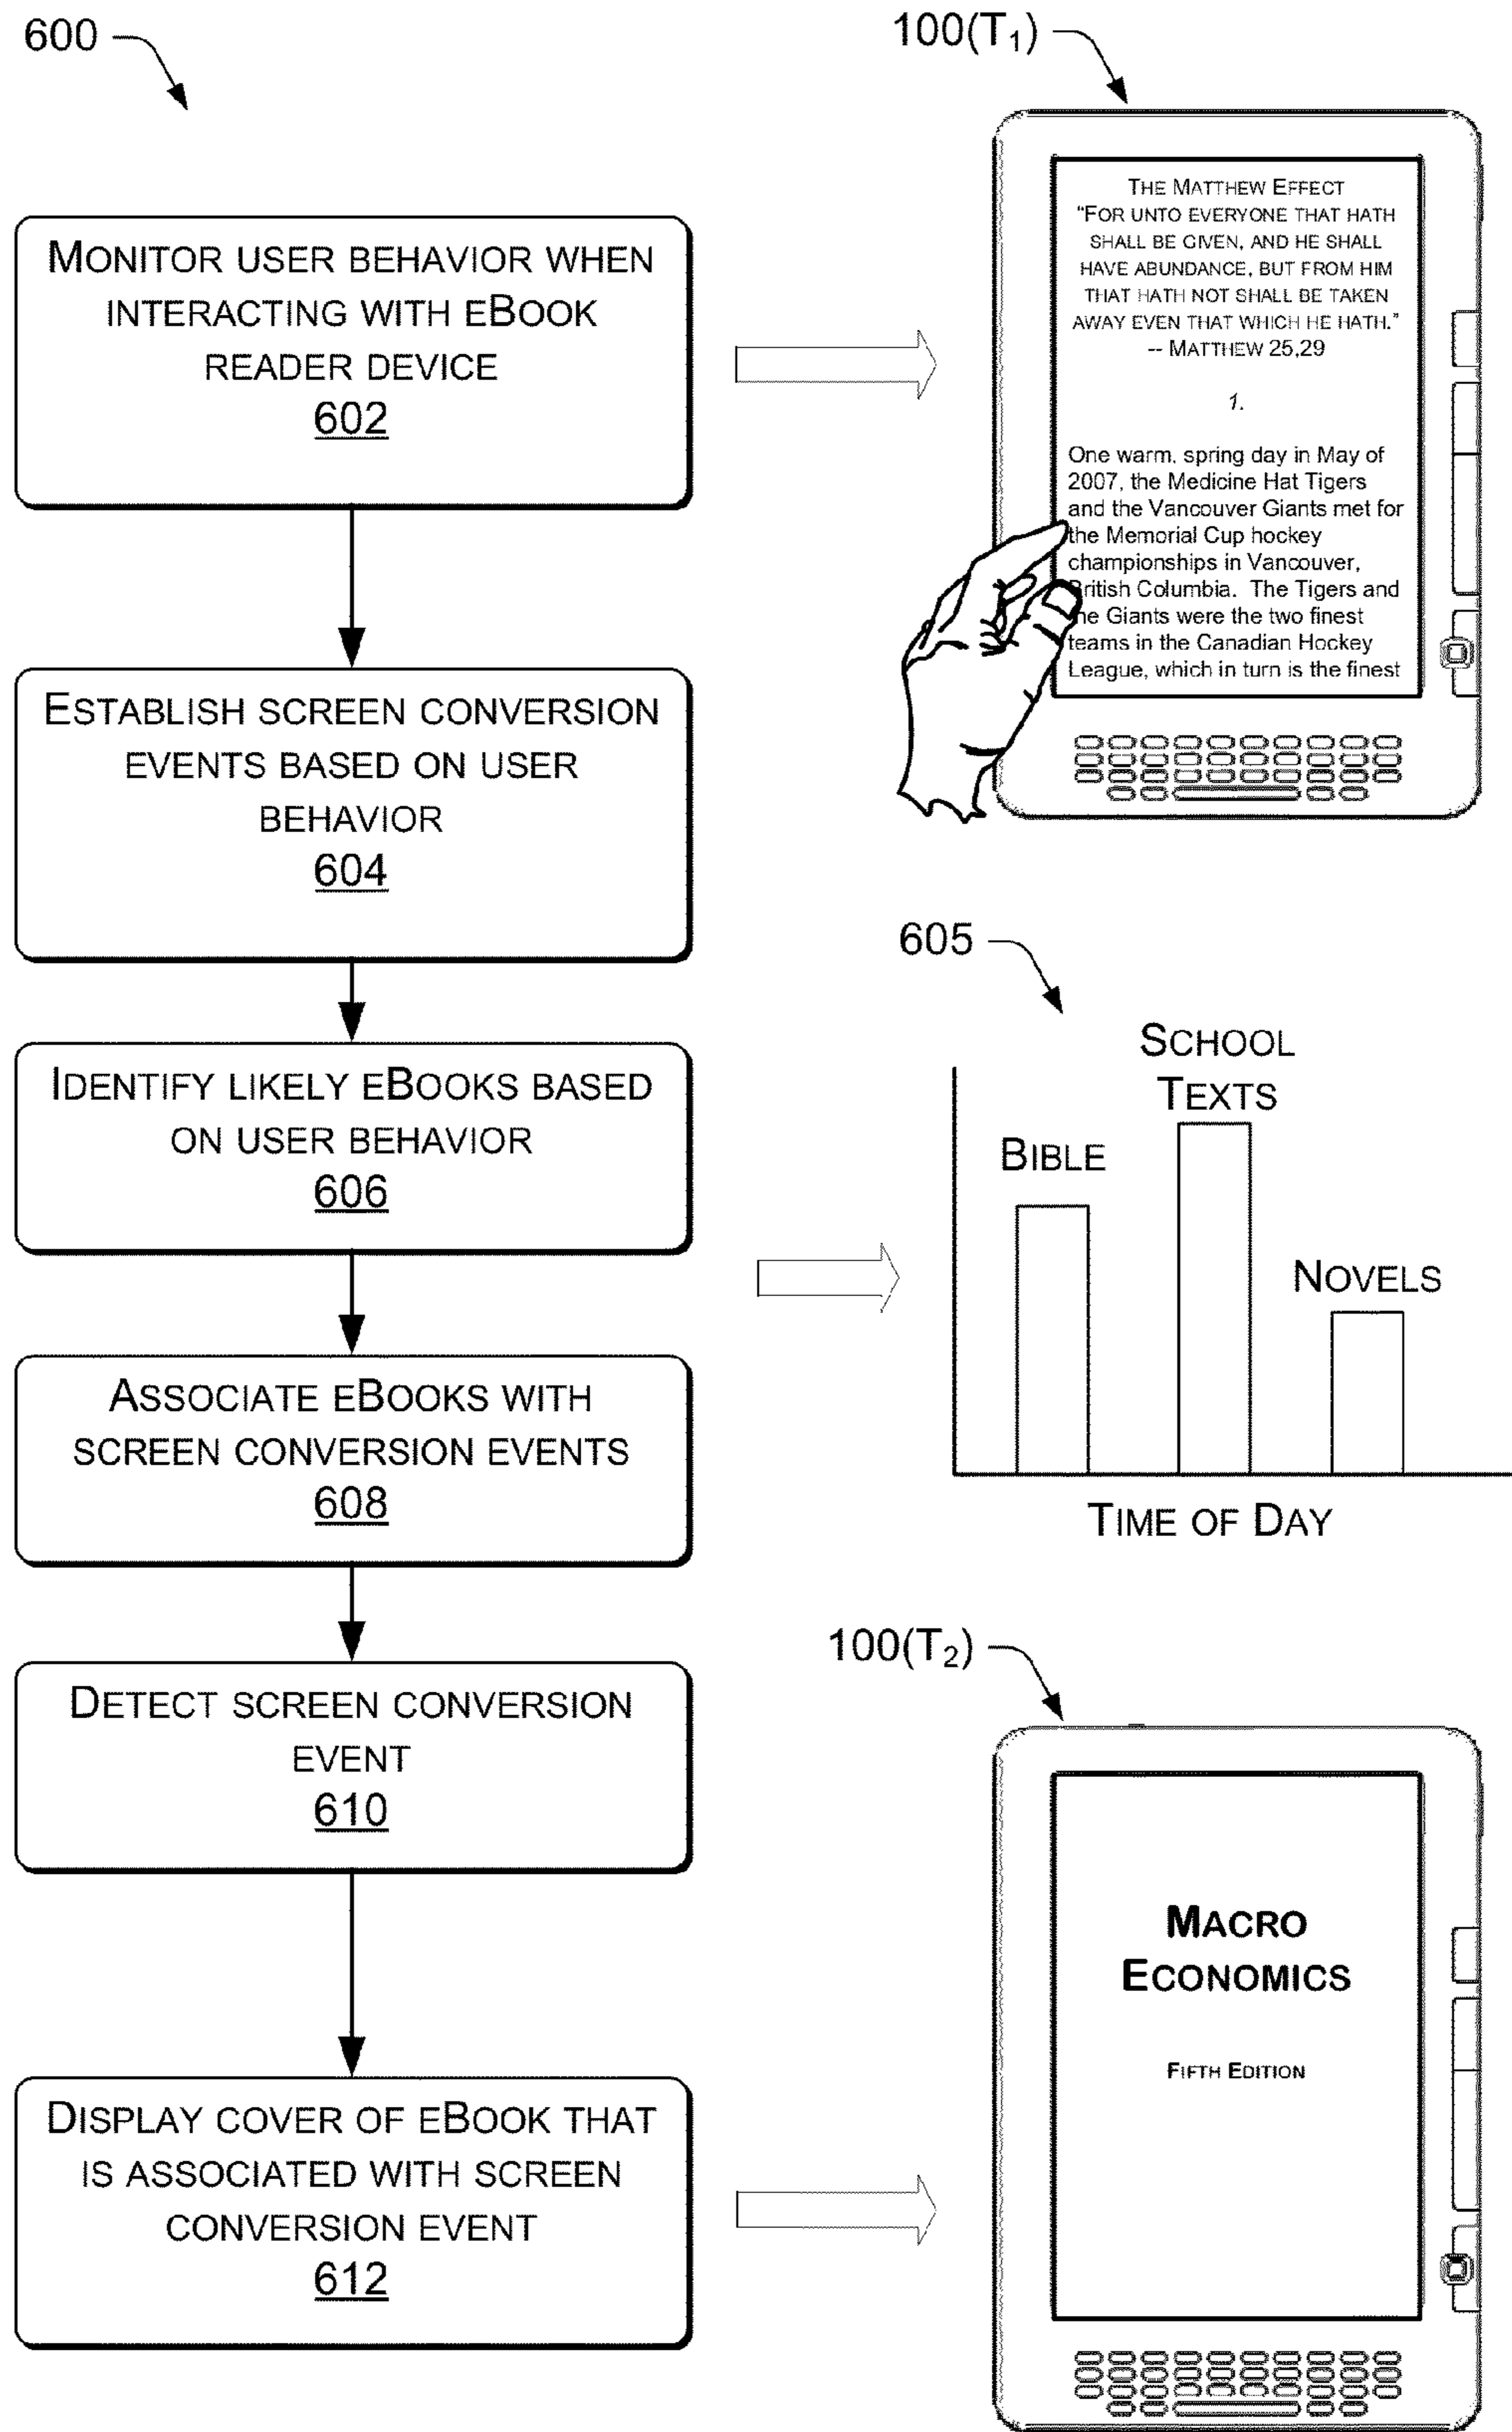 600
MONITOR USER BEHAVIOR WHEN
INTERACTING WITH EBOOK
READER DEVICE
602
ESTABLISH SCREEN CONVERSION
EVENTS BASED ON USER
BEHAVIOR
604
IDENTIFY LIKELY EBOOKS BASED
ON USER BEHAVIOR
606
ASSOCIATE EBOOKS WITH
SCREEN CONVERSION EVENTS
608
DETECT SCREEN CONVERSION
EVENT
610
DISPLAY COVER OF EBOOK THAT
IS ASSOCIATED WITH SCREEN
CONVERSION EVENT
612
100(T1)
THE MATTHEW EFFECT
"FOR UNTO EVERYONE THAT HATH
SHALL BE GIVEN, AND HE SHALL
HAVE ABUNDANCE, BUT FROM HIM
THAT HATH NOT SHALL BE TAKEN
AWAY EVEN THAT WHICH HE HATH."
-- MATTHEW 25,29
1.
One warm, spring day in May of
2007, the Medicine Hat Tigers
and the Vancouver Giants met for
the Memorial Cup hockey
championships in Vancouver,
British Columbia. The Tigers and
he Giants were the two finest
teams in the Canadian Hockey
League, which in turn is the finest
605
SCHOOL
TEXTS
BIBLE
NOVELS
TIME OF DAY
100(T2)
MACRO
ECONOMICS
FIFTH EDITION